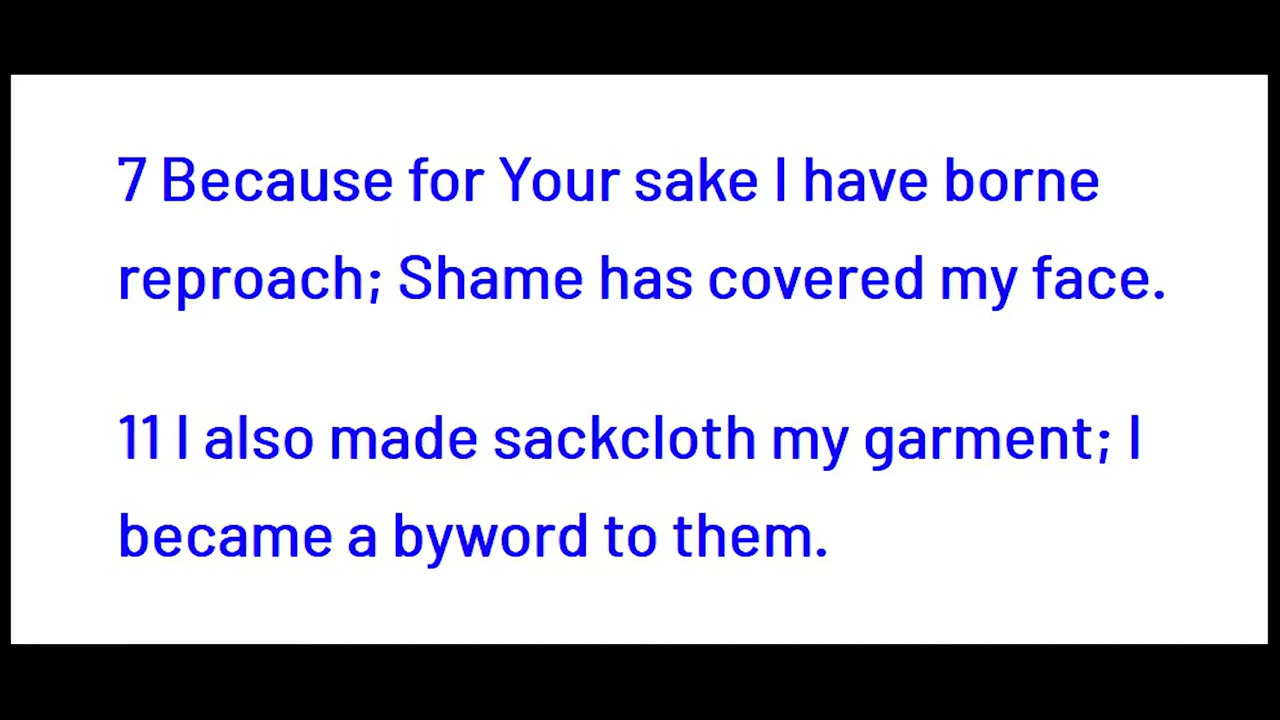 7 Because for Your sake I have borne
reproach; Shame has covered my face.
11 I also made sackcloth my garment; I
became a byword to them.